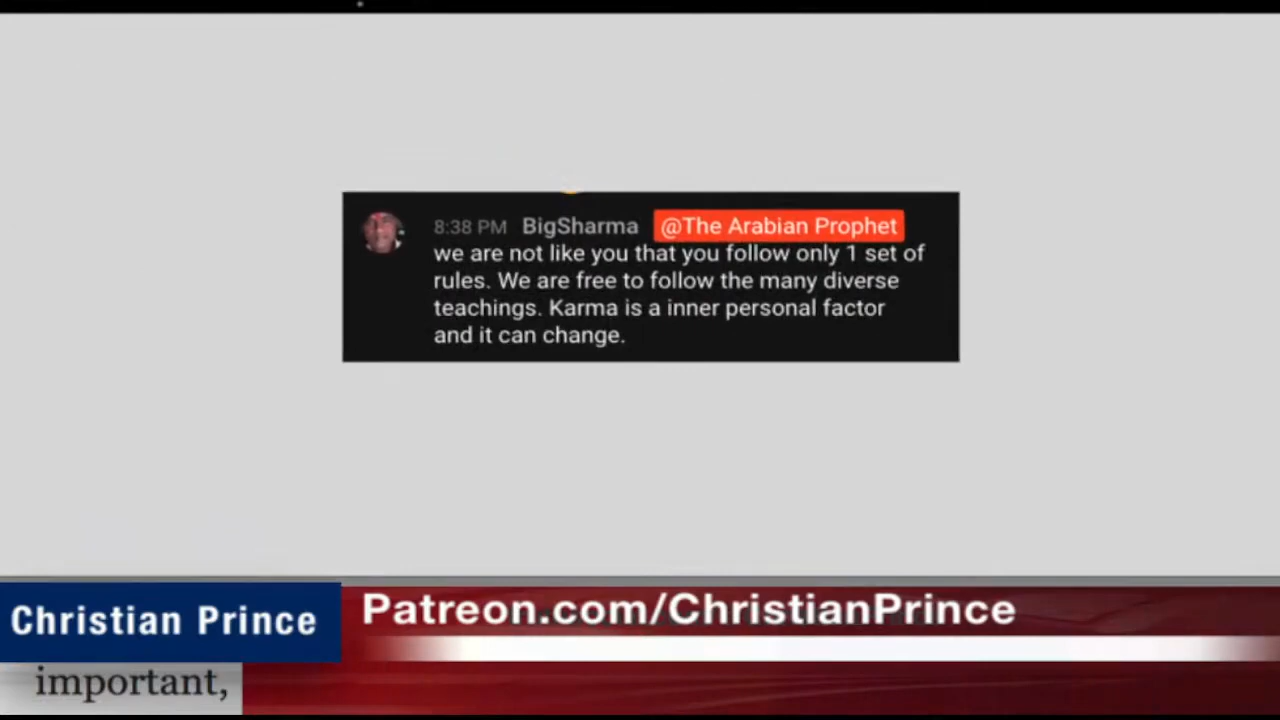 8:38 PM BigSharma @The Arabian Prophet
we are not like you that you follow only 1 set of
rules. We are free to follow the many diverse
teachings. Karma is a inner personal factor
and it can change.
Christian Prince
Patreon.com/ChristianPrince
important,